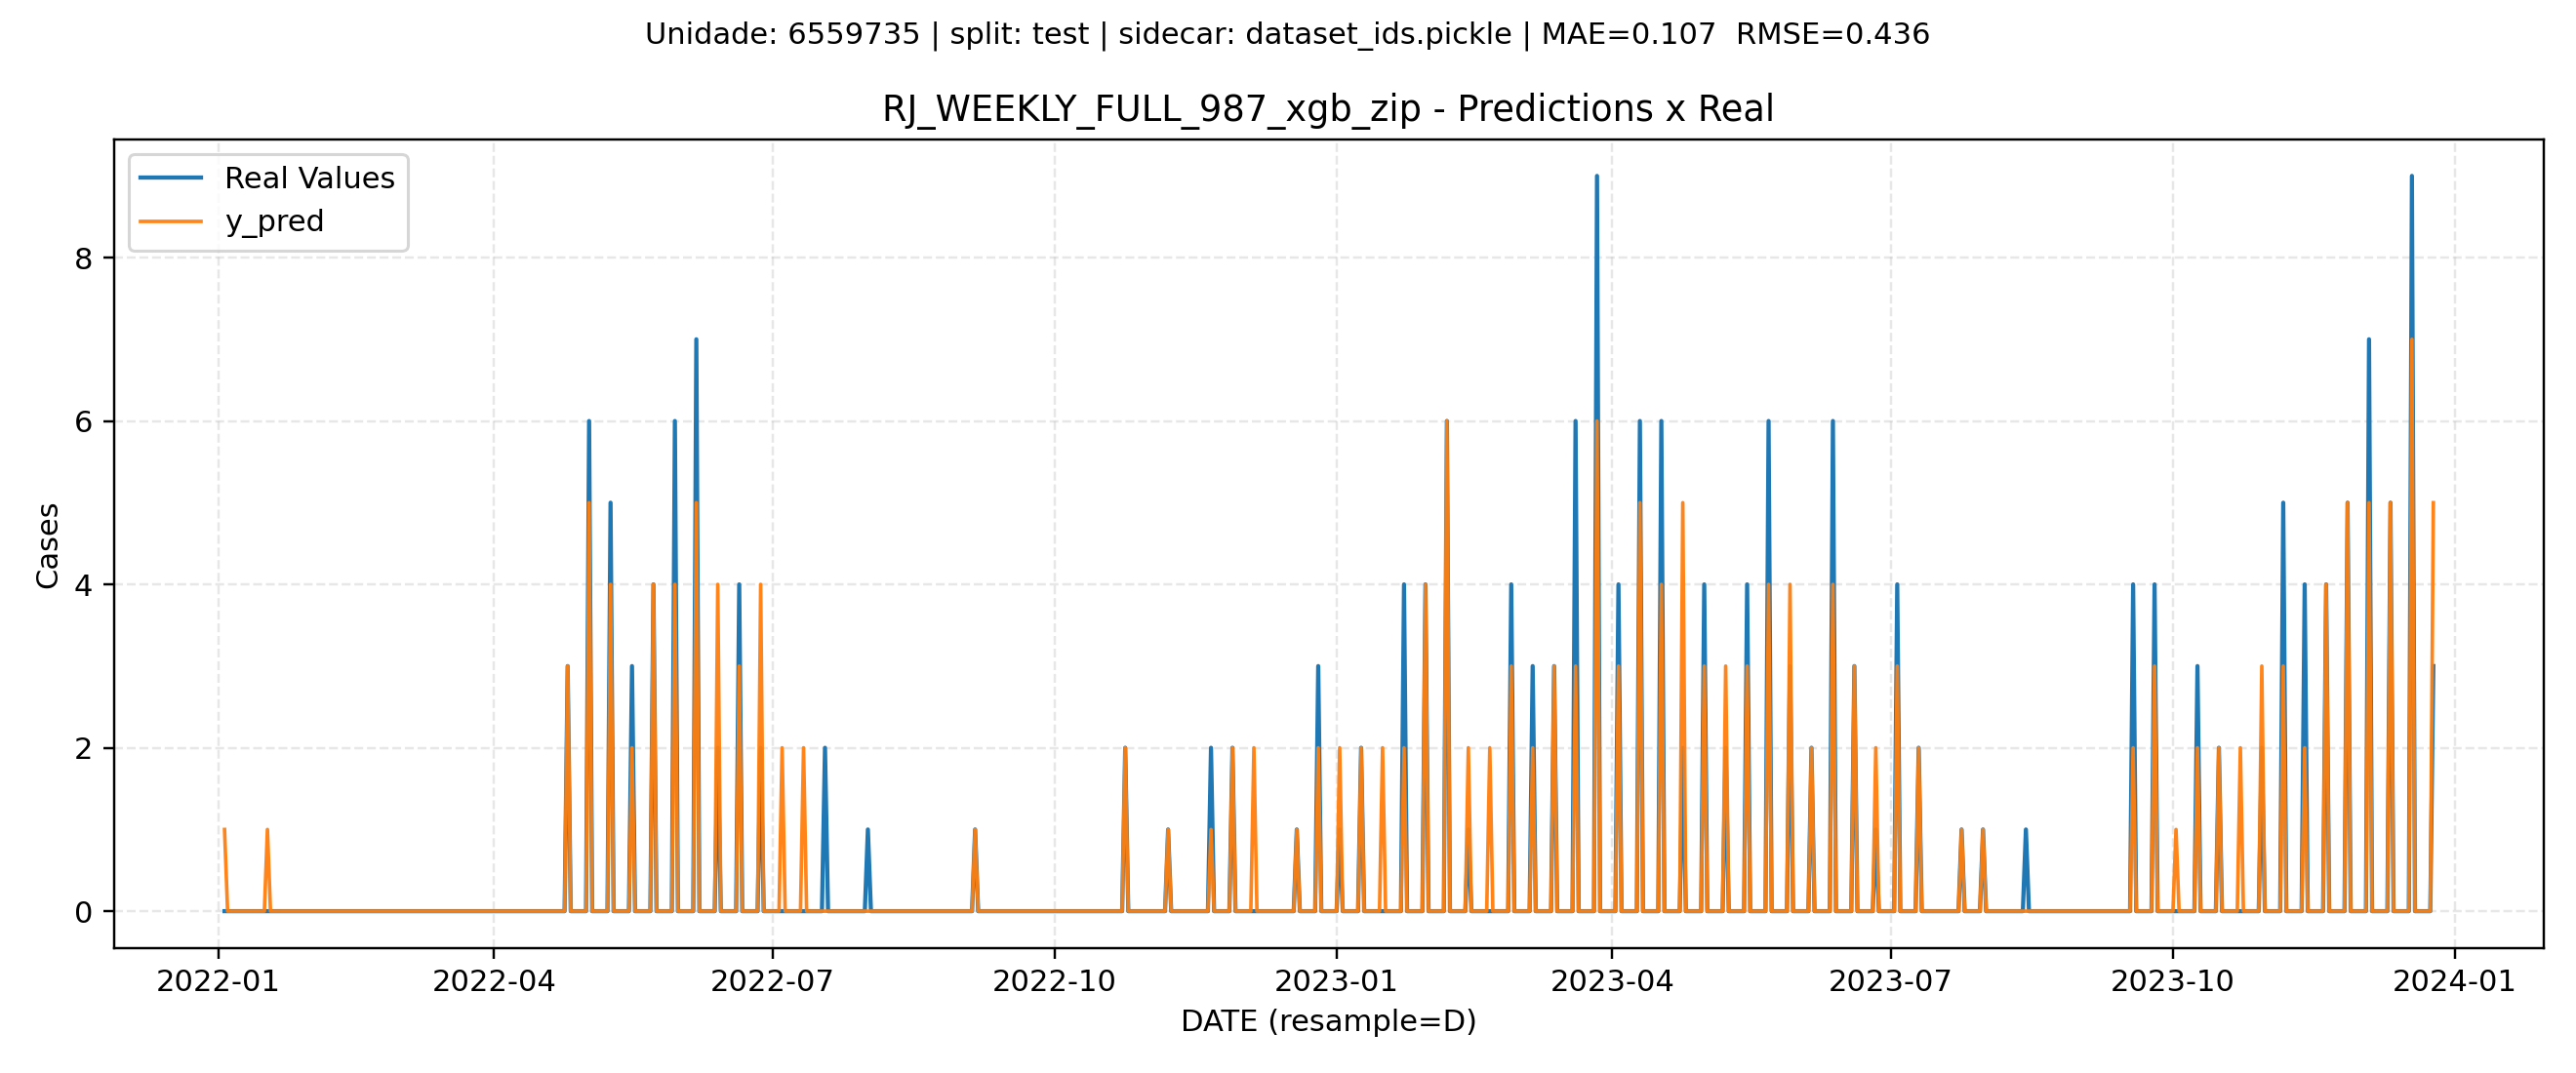 Unidade: 6559735 | split: test | sidecar: dataset_ids.pickle | MAE=0.107  RMSE=0.436
RJ_WEEKLY_FULL_987_xgb_zip - Predictions x Real
Real Values
y_pred
Cases
8
6
4
2
0
2022-01 2022-04 2022-07 2022-10 2023-01 2023-04 2023-07 2023-10 2024-01
DATE (resample=D)